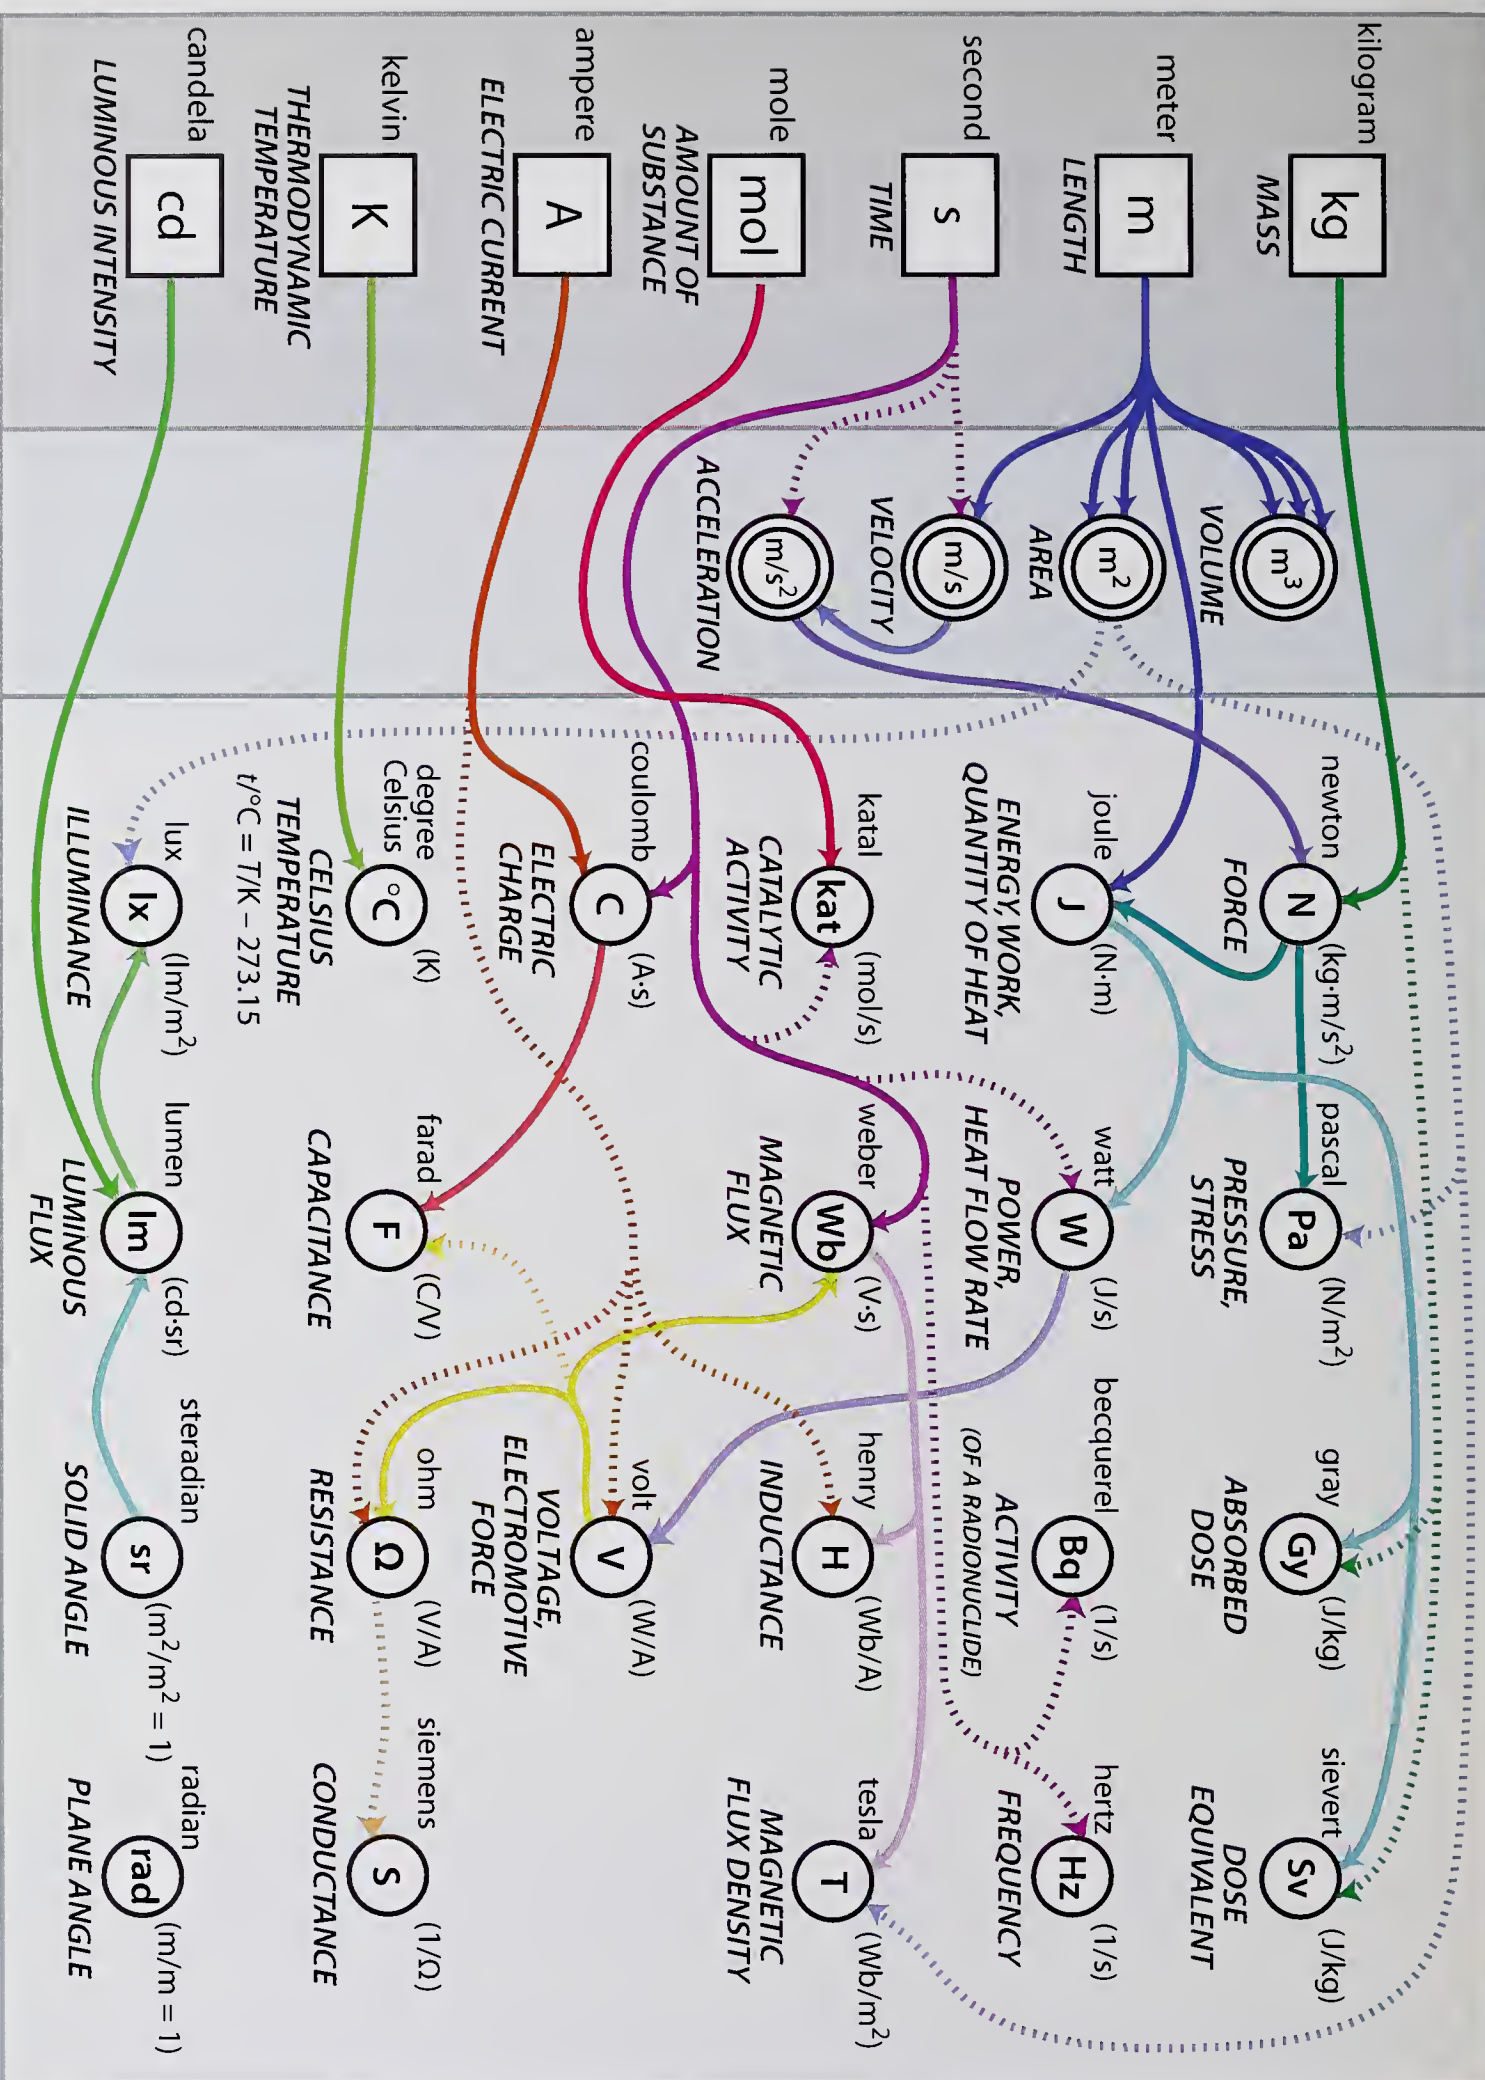 kilogram
kg
MASS
meter
m
LENGTH
second
s
TIME
mole
mol
AMOUNT OF
SUBSTANCE
ampere
A
ELECTRIC CURRENT
kelvin
K
THERMODYNAMIC
TEMPERATURE
candela
cd
LUMINOUS INTENSITY
m³
VOLUME
m²
AREA
m/s
VELOCITY
m/s²
ACCELERATION
newton
N
(kg·m/s²)
FORCE
pascal
Pa
(N/m²)
PRESSURE,
STRESS
gray
Gy
(J/kg)
ABSORBED
DOSE
sievert
Sv
(J/kg)
DOSE
EQUIVALENT
joule
J
(N·m)
ENERGY, WORK,
QUANTITY OF HEAT
watt
W
(J/s)
POWER,
HEAT FLOW RATE
becquerel
Bq
(1/s)
ACTIVITY
(OF A RADIONUCLIDE)
hertz
Hz
(1/s)
FREQUENCY
katal
kat
(mol/s)
CATALYTIC
ACTIVITY
weber
Wb
(V·s)
MAGNETIC
FLUX
henry
H
(Wb/A)
INDUCTANCE
tesla
T
(Wb/m²)
MAGNETIC
FLUX DENSITY
coulomb
C
(A·s)
ELECTRIC
CHARGE
volt
V
(W/A)
VOLTAGE,
ELECTROMOTIVE
FORCE
degree
Celsius
°C
(K)
CELSIUS
TEMPERATURE
t/°C = T/K – 273.15
farad
F
(C/V)
CAPACITANCE
ohm
Ω
(V/A)
RESISTANCE
siemens
S
(1/Ω)
CONDUCTANCE
lux
lx
(lm/m²)
ILLUMINANCE
lumen
lm
(cd·sr)
LUMINOUS
FLUX
steradian
sr
(m²/m² = 1)
SOLID ANGLE
radian
rad
(m/m = 1)
PLANE ANGLE